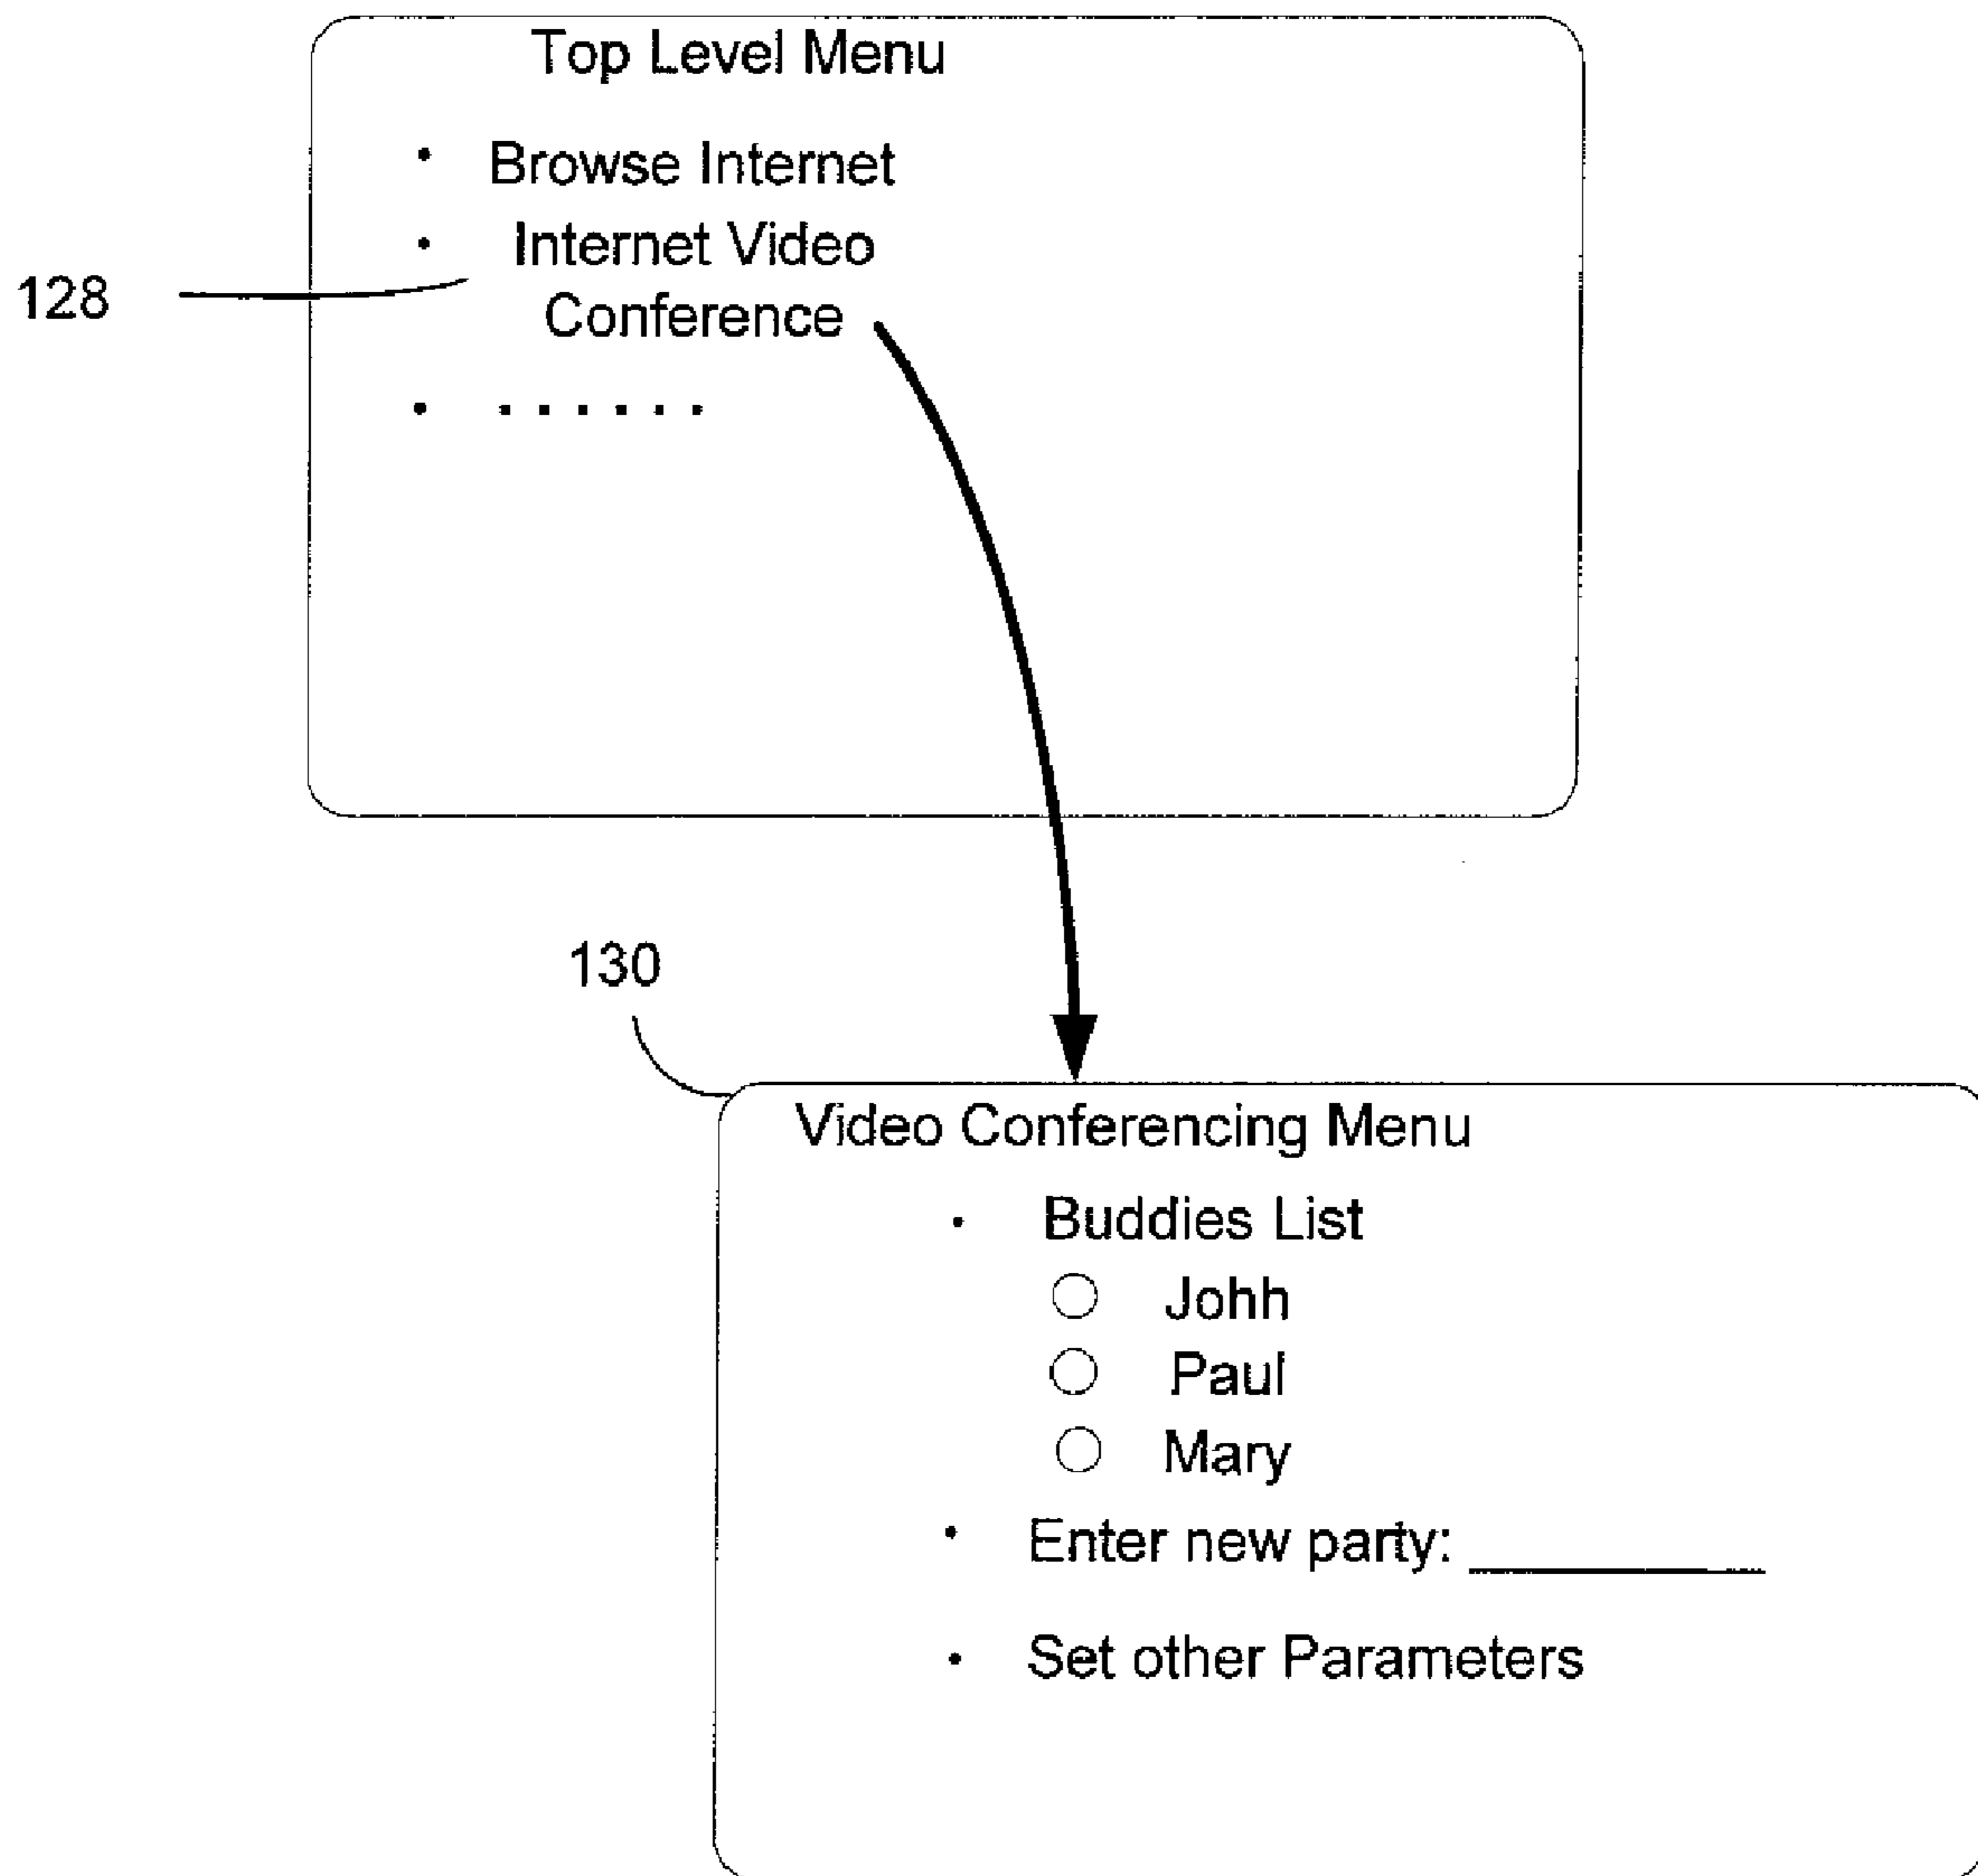 Top Level Menu
• Browse Internet
• Internet Video
Conference
128
• . . . . . .
130
Video Conferencing Menu
• Buddies List
Johh
Paul
Mary
• Enter new party: ________
• Set other Parameters